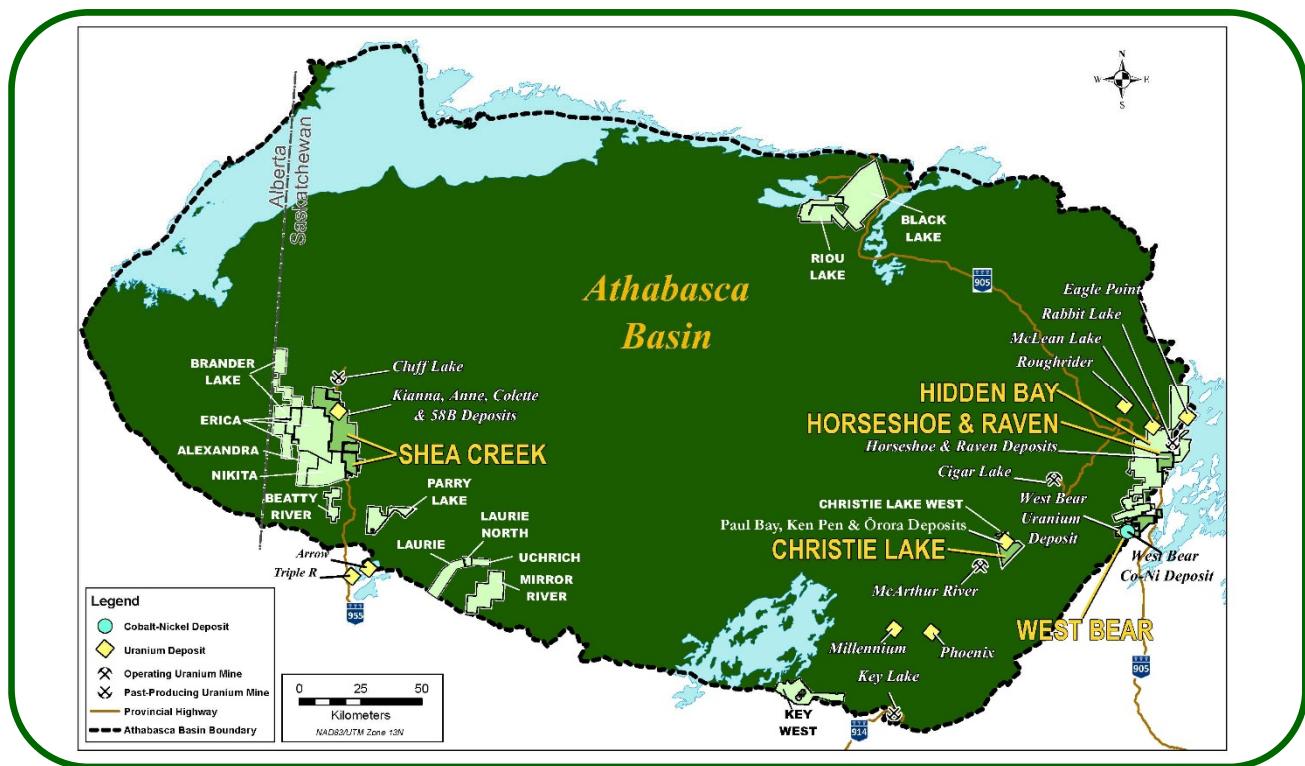 N
W E
S
Alberta
Saskatchewan
BLACK
LAKE
RIOU
LAKE
905
Athabasca
Basin
Eagle Point
Rabbit Lake
McLean Lake
Roughrider
BRANDER
LAKE
Cluff Lake
Kianna, Anne, Colette
& 58B Deposits
ERICA
ALEXANDRA
NIKITA
SHEA CREEK
HIDDEN BAY
HORSESHOE & RAVEN
Horseshoe & Raven Deposits
Cigar Lake
BEATTY
RIVER
PARRY
LAKE
LAURIE
NORTH
LAURIE
UCHRICH
MIRROR
RIVER
CHRISTIE LAKE WEST
Paul Bay, Ken Pen & Ōrora Deposits
CHRISTIE LAKE
McArthur River
West Bear
Uranium
Deposit
West Bear
Co-Ni Deposit
Arrow
Triple R
955
WEST BEAR
Millennium
Phoenix
Key Lake
905
KEY
WEST
914
Legend
Cobalt-Nickel Deposit
Uranium Deposit
Operating Uranium Mine
Past-Producing Uranium Mine
Provincial Highway
Athabasca Basin Boundary
0 25 50
Kilometers
NAD83/UTM Zone 13N